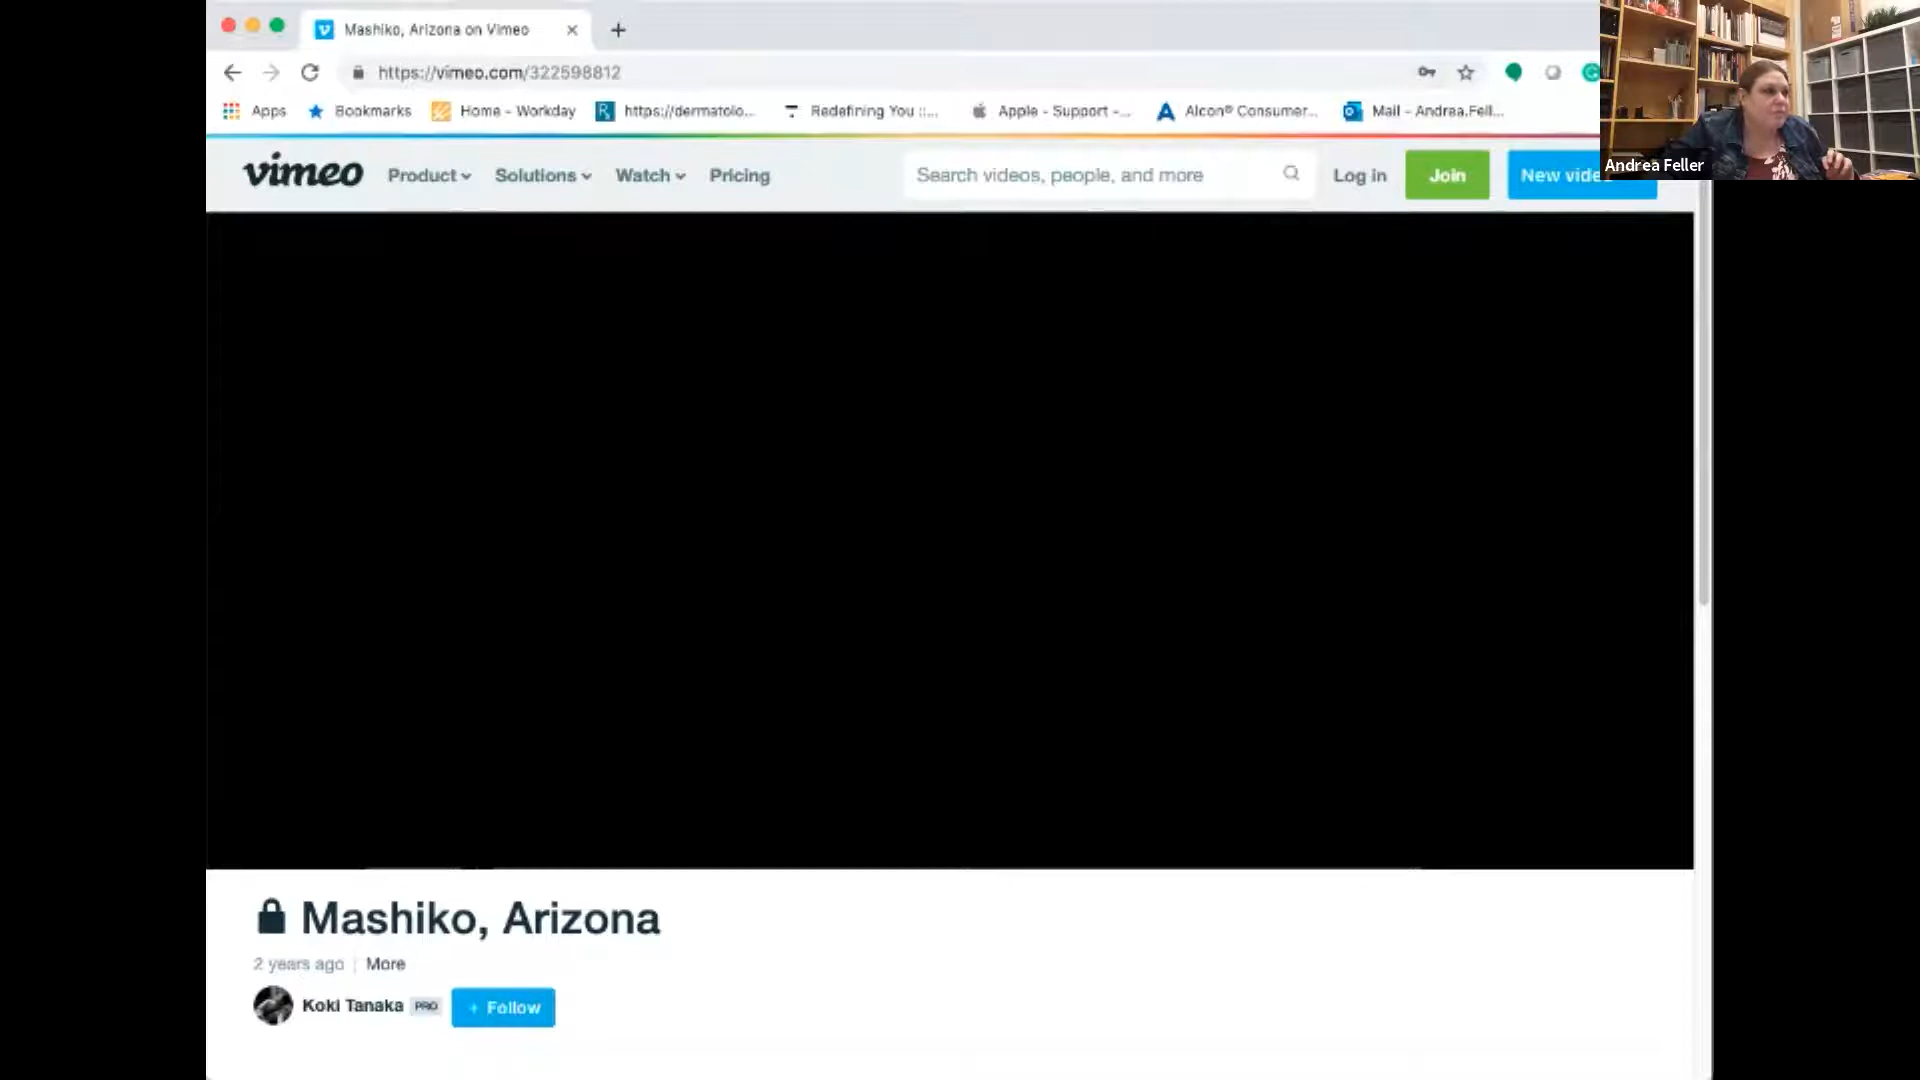 Mashiko, Arizona on Vimeo
https://vimeo.com/322598812
Apps Bookmarks Home - Workday https://dermatolo... Redefining You ::... Apple - Support -... Alcon® Consumer... Mail - Andrea.Fell...
vimeo Product Solutions Watch Pricing Search videos, people, and more Log in Join New vide
Andrea Feller
Mashiko, Arizona
2 years ago | More
Koki Tanaka PRO + Follow